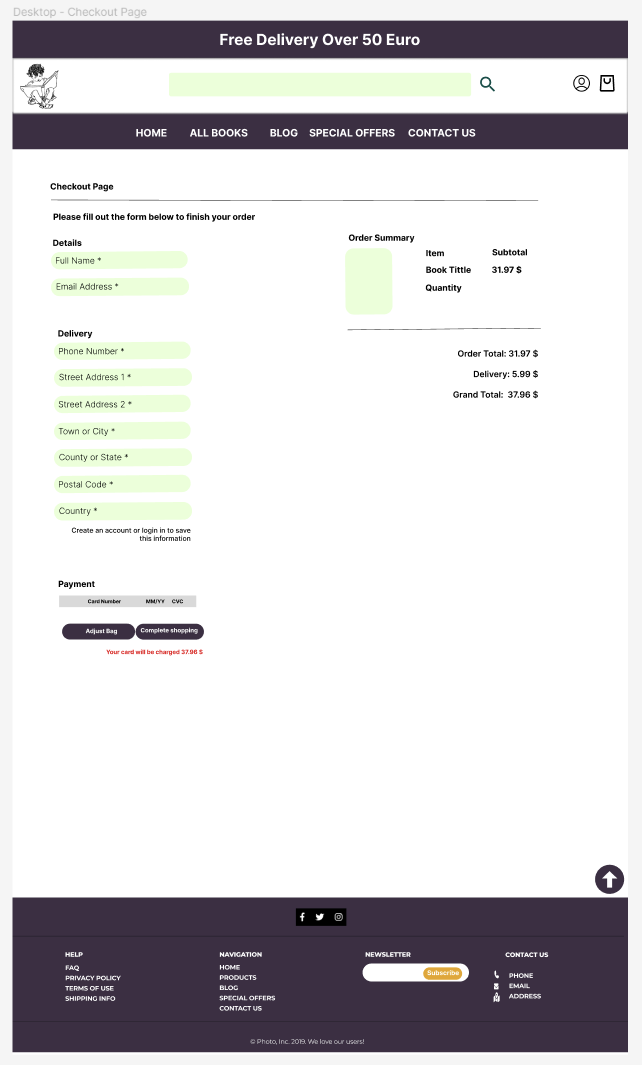 Desktop - Checkout Page
Free Delivery Over 50 Euro
HOME ALL BOOKS BLOG SPECIAL OFFERS CONTACT US
Checkout Page
Please fill out the form below to finish your order
Details
Full Name *
Email Address *
Delivery
Phone Number *
Street Address 1 *
Street Address 2 *
Town or City *
County or State *
Postal Code *
Country *
Create an account or login in to save
this information
Payment
Card Number MM/YY CVC
Adjust Bag Complete shopping
Your card will be charged 37.96 $
Order Summary
Item Subtotal
Book Tittle 31.97 $
Quantity
Order Total: 31.97 $
Delivery: 5.99 $
Grand Total: 37.96 $
HELP
FAQ
PRIVACY POLICY
TERMS OF USE
SHIPPING INFO
NAVIGATION
HOME
PRODUCTS
BLOG
SPECIAL OFFERS
CONTACT US
NEWSLETTER
Subscribe
CONTACT US
PHONE
EMAIL
ADDRESS
© Photo, Inc. 2019. We love our users!